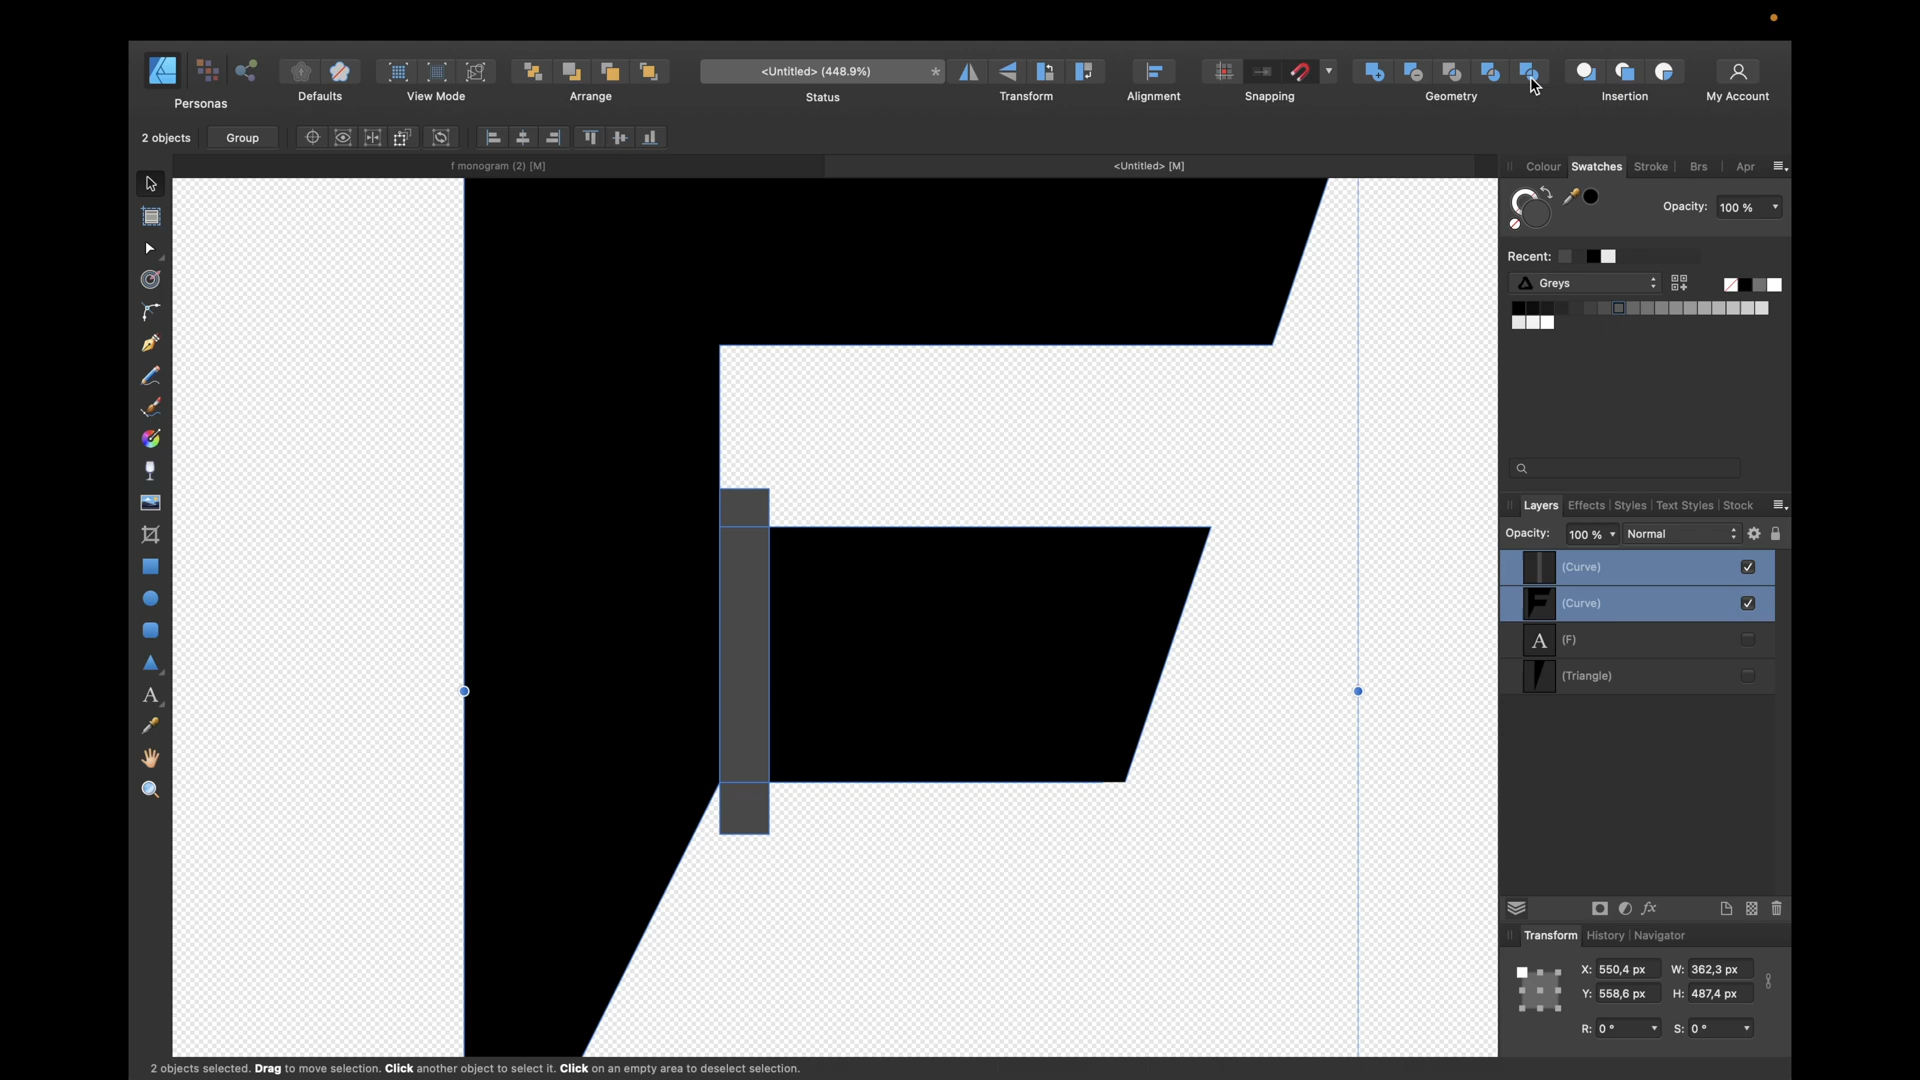 <Untitled> (448.9%)
*
Personas
Defaults
View Mode
Arrange
Status
Transform
Alignment
Snapping
Geometry
Insertion
My Account
2 objects
Group
f monogram (2) [M]
<Untitled> [M]
Colour
Swatches
Stroke
Brs
Apr
Opacity:
100 %
Recent:
Greys
Layers
Effects
Styles
Text Styles
Stock
Opacity:
100 %
Normal
(Curve)
(Curve)
A
(F)
(Triangle)
A
fx
Transform
History
Navigator
X: 550,4 px
W: 362,3 px
Y: 558,6 px
H: 487,4 px
R: 0 °
S: 0 °
2 objects selected. Drag to move selection. Click another object to select it. Click on an empty area to deselect selection.